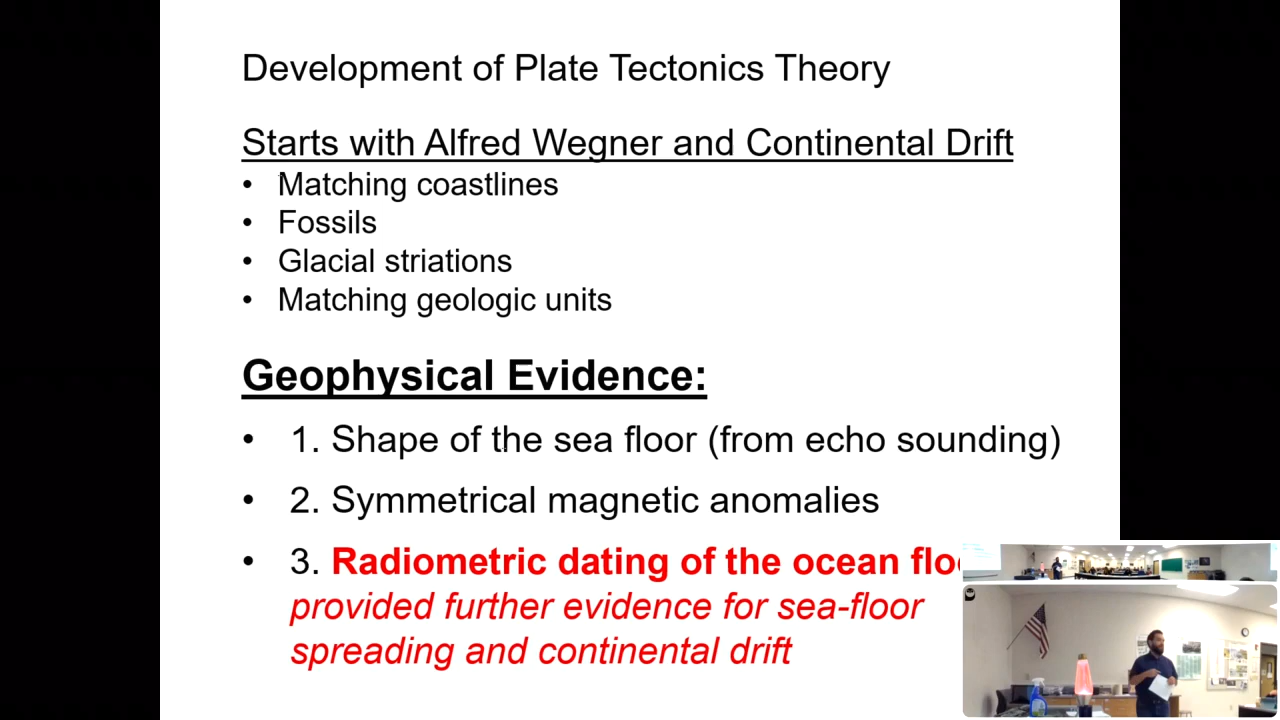 Development of Plate Tectonics Theory
Starts with Alfred Wegner and Continental Drift
• Matching coastlines
• Fossils
• Glacial striations
• Matching geologic units
Geophysical Evidence:
• 1. Shape of the sea floor (from echo sounding)
• 2. Symmetrical magnetic anomalies
• 3. Radiometric dating of the ocean
provided further evidence for sea-floor
spreading and continental drift